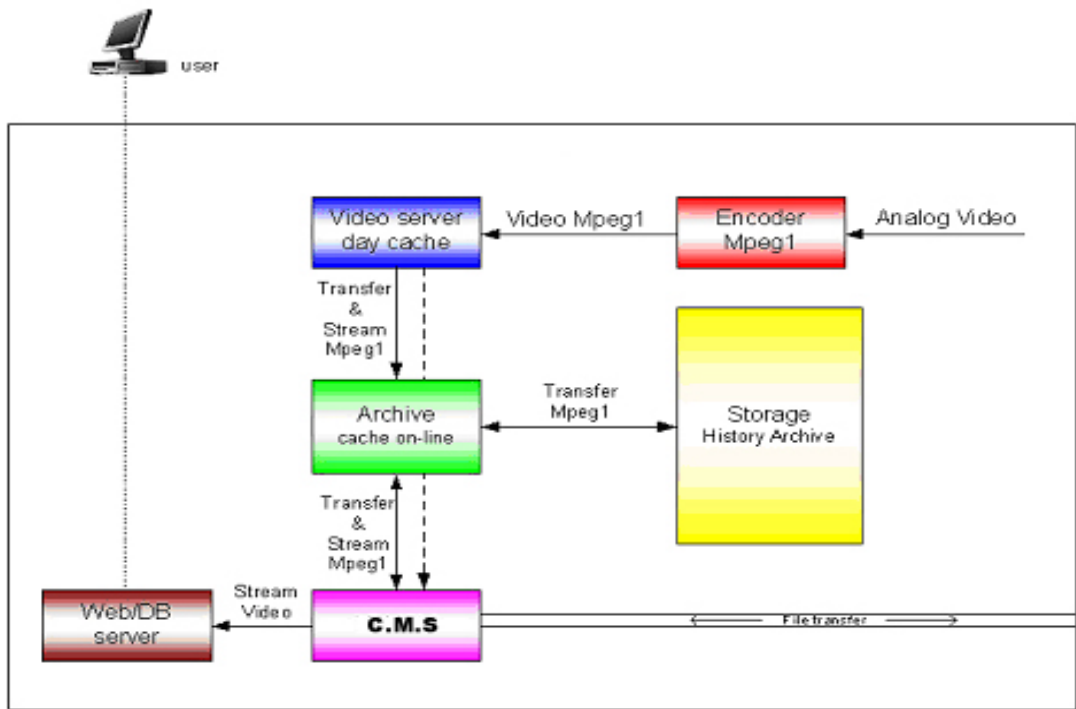 user
Video server
day cache
Video Mpeg1
Encoder
Mpeg1
Analog Video
Transfer
&
Stream
Mpeg1
Archive
cache on-line
Transfer
Mpeg1
Storage
History Archive
Transfer
&
Stream
Mpeg1
Web/DB
server
Stream
Video
C.M.S
File transfer